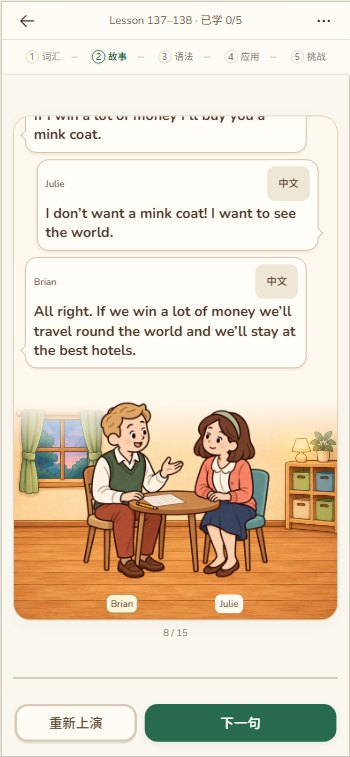 Lesson 137–138 · 已学 0/5
1 词汇 – 2 故事 – 3 语法 – 4 应用 – 5 挑战
If I win a lot of money I'll buy you a
mink coat.
Julie
中文
I don't want a mink coat! I want to see
the world.
Brian
中文
All right. If we win a lot of money we'll
travel round the world and we'll stay at
the best hotels.
Brian
Julie
8 / 15
重新上演
下一句